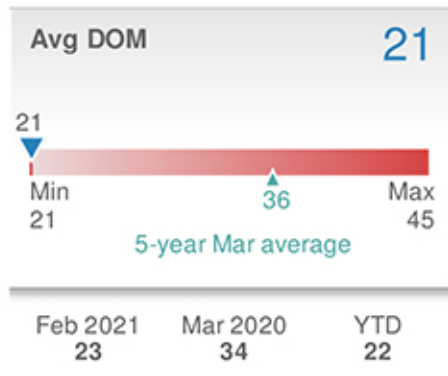 Avg DOM 21
21
Min 36 Max
21 45
5-year Mar average
Feb 2021 Mar 2020 YTD
23 34 22